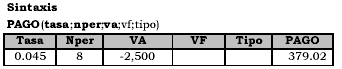 Sintaxis
PAGO(tasa;nper;va;vf;tipo)
Tasa Nper VA VF Tipo PAGO
0.045 8 -2,500 379.02